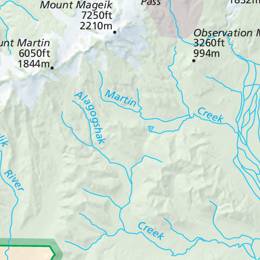 Mount Mageik
7250ft
2210m
Pass
Observation M
3260ft
994m
unt Martin
6050ft
1844m
Martin
Creek
Alagogshak
Creek
River